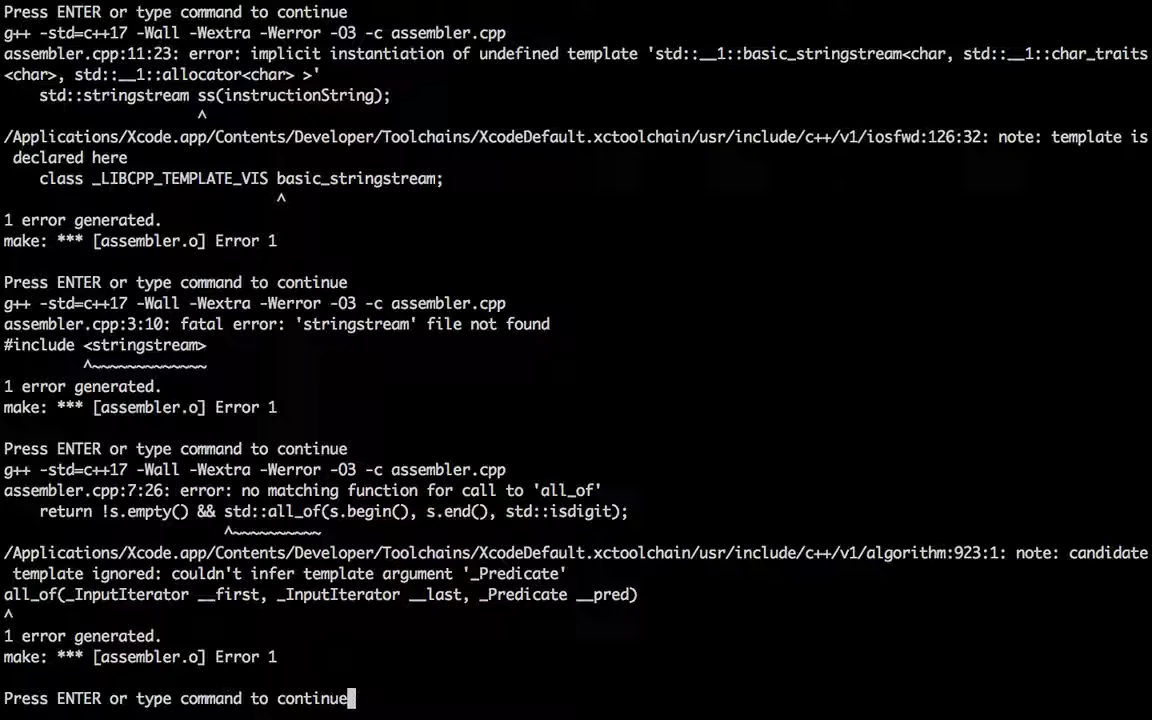 Press ENTER or type command to continue
g++ -std=c++17 -Wall -Wextra -Werror -O3 -c assembler.cpp
assembler.cpp:11:23: error: implicit instantiation of undefined template 'std::__1::basic_stringstream<char, std::__1::char_traits
<char>, std::__1::allocator<char> >'
    std::stringstream ss(instructionString);
                      ^
/Applications/Xcode.app/Contents/Developer/Toolchains/XcodeDefault.xctoolchain/usr/include/c++/v1/iosfwd:126:32: note: template is
 declared here
    class _LIBCPP_TEMPLATE_VIS basic_stringstream;
                               ^
1 error generated.
make: *** [assembler.o] Error 1

Press ENTER or type command to continue
g++ -std=c++17 -Wall -Wextra -Werror -O3 -c assembler.cpp
assembler.cpp:3:10: fatal error: 'stringstream' file not found
#include <stringstream>
         ^~~~~~~~~~~~~~
1 error generated.
make: *** [assembler.o] Error 1

Press ENTER or type command to continue
g++ -std=c++17 -Wall -Wextra -Werror -O3 -c assembler.cpp
assembler.cpp:7:26: error: no matching function for call to 'all_of'
    return !s.empty() && std::all_of(s.begin(), s.end(), std::isdigit);
                         ^~~~~~~~~~~
/Applications/Xcode.app/Contents/Developer/Toolchains/XcodeDefault.xctoolchain/usr/include/c++/v1/algorithm:923:1: note: candidate
 template ignored: couldn't infer template argument '_Predicate'
all_of(_InputIterator __first, _InputIterator __last, _Predicate __pred)
^
1 error generated.
make: *** [assembler.o] Error 1

Press ENTER or type command to continue